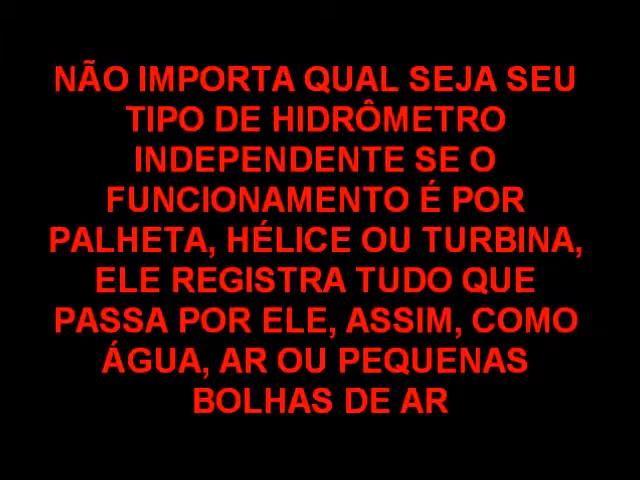 NÃO IMPORTA QUAL SEJA SEU
TIPO DE HIDRÔMETRO
INDEPENDENTE SE O
FUNCIONAMENTO É POR
PALHETA, HÉLICE OU TURBINA,
ELE REGISTRA TUDO QUE
PASSA POR ELE, ASSIM, COMO
ÁGUA, AR OU PEQUENAS
BOLHAS DE AR